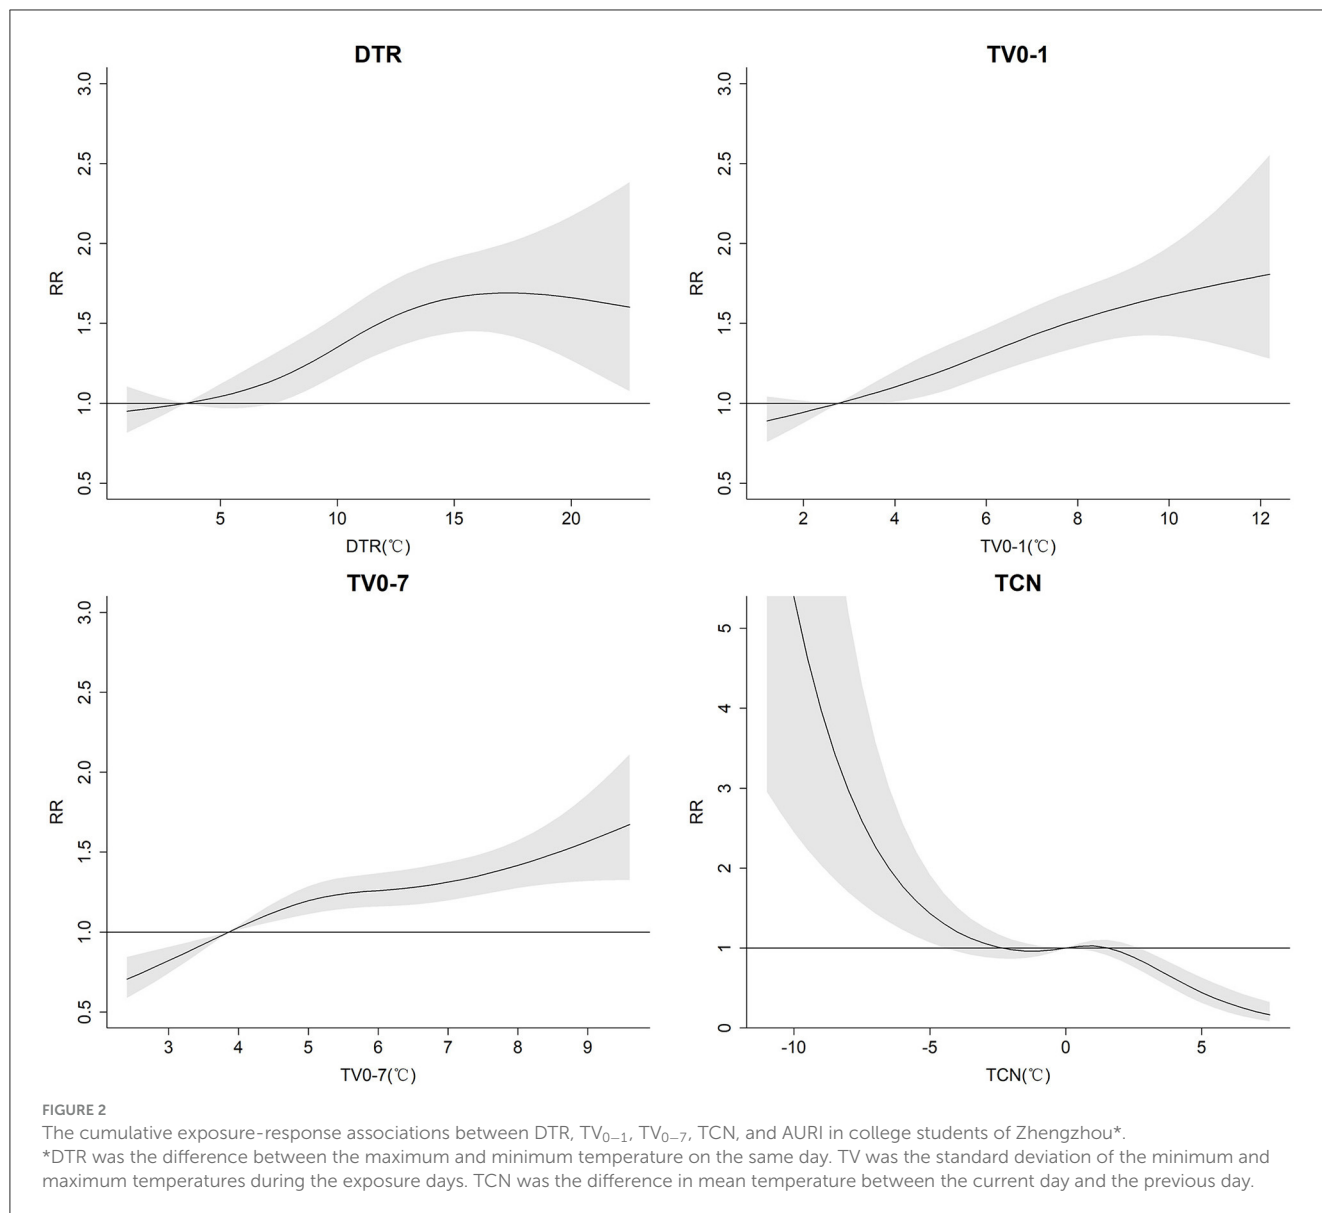 DTR
3.0
2.5
2.0
1.5
1.0
0.5
RR
5
10
15
20
DTR(℃)
TV0-1
3.0
2.5
2.0
1.5
1.0
0.5
RR
2
4
6
8
10
12
TV0-1(℃)
TV0-7
3.0
2.5
2.0
1.5
1.0
0.5
RR
3
4
5
6
7
8
9
TV0-7(℃)
TCN
5
4
3
2
1
0
RR
-10
-5
0
5
TCN(℃)
FIGURE 2
The cumulative exposure-response associations between DTR, TV₀₋₁, TV₀₋₇, TCN, and AURI in college students of Zhengzhou*.
*DTR was the difference between the maximum and minimum temperature on the same day. TV was the standard deviation of the minimum and
maximum temperatures during the exposure days. TCN was the difference in mean temperature between the current day and the previous day.